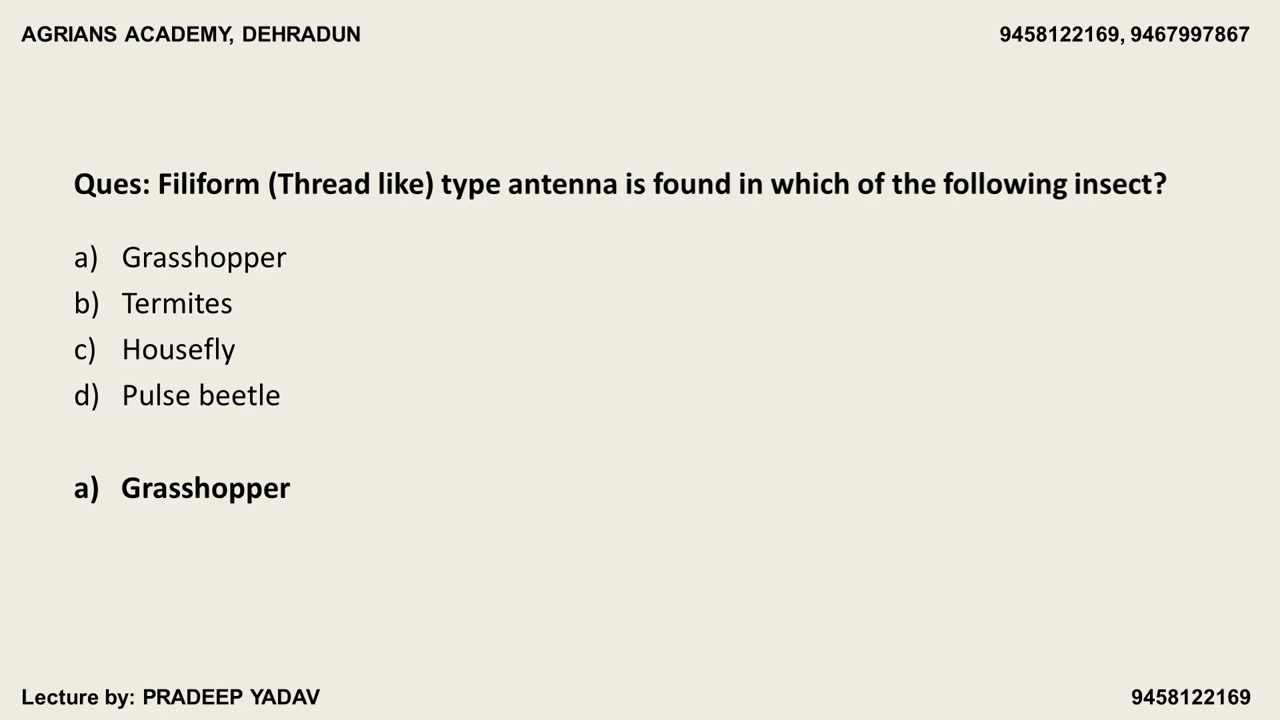 AGRIANS ACADEMY, DEHRADUN
9458122169, 9467997867
Ques: Filiform (Thread like) type antenna is found in which of the following insect?
a) Grasshopper
b) Termites
c) Housefly
d) Pulse beetle
a) Grasshopper
Lecture by: PRADEEP YADAV
9458122169